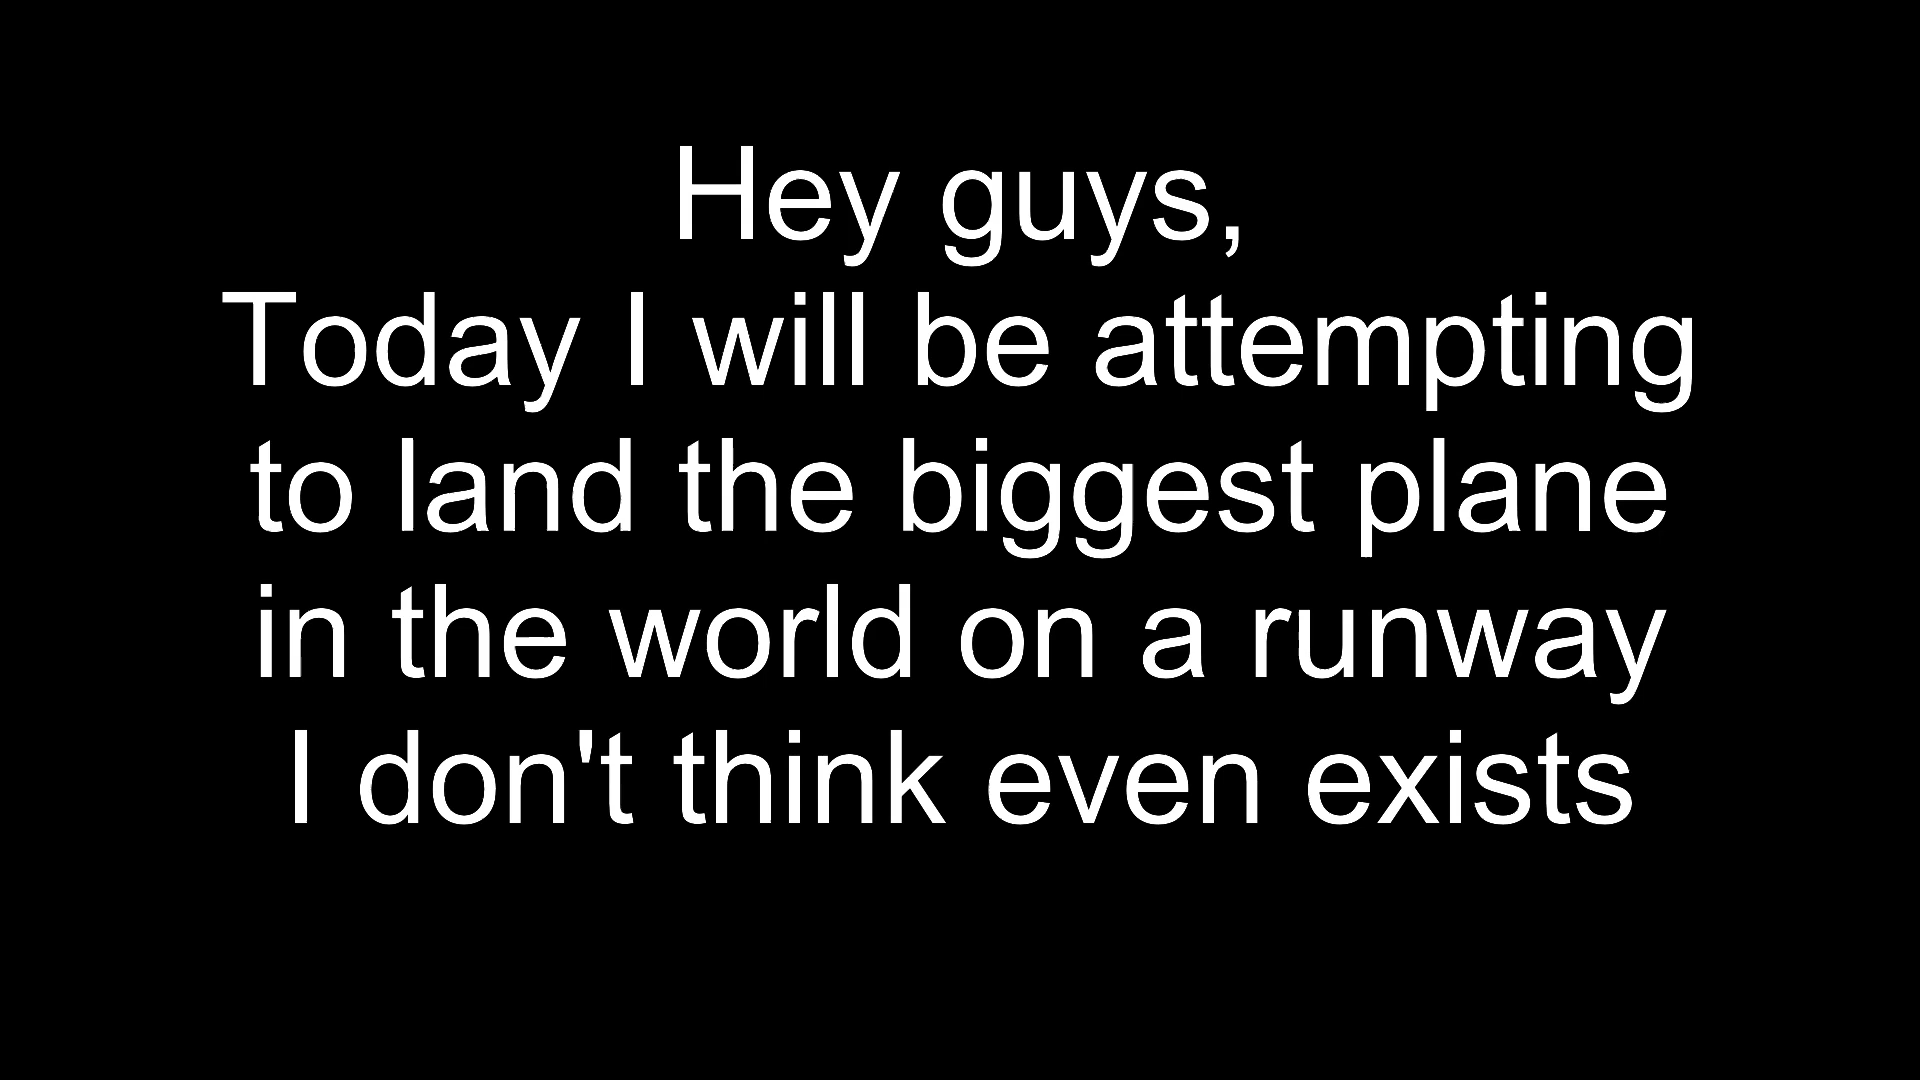 Hey guys,
Today I will be attempting
to land the biggest plane
in the world on a runway
I don't think even exists